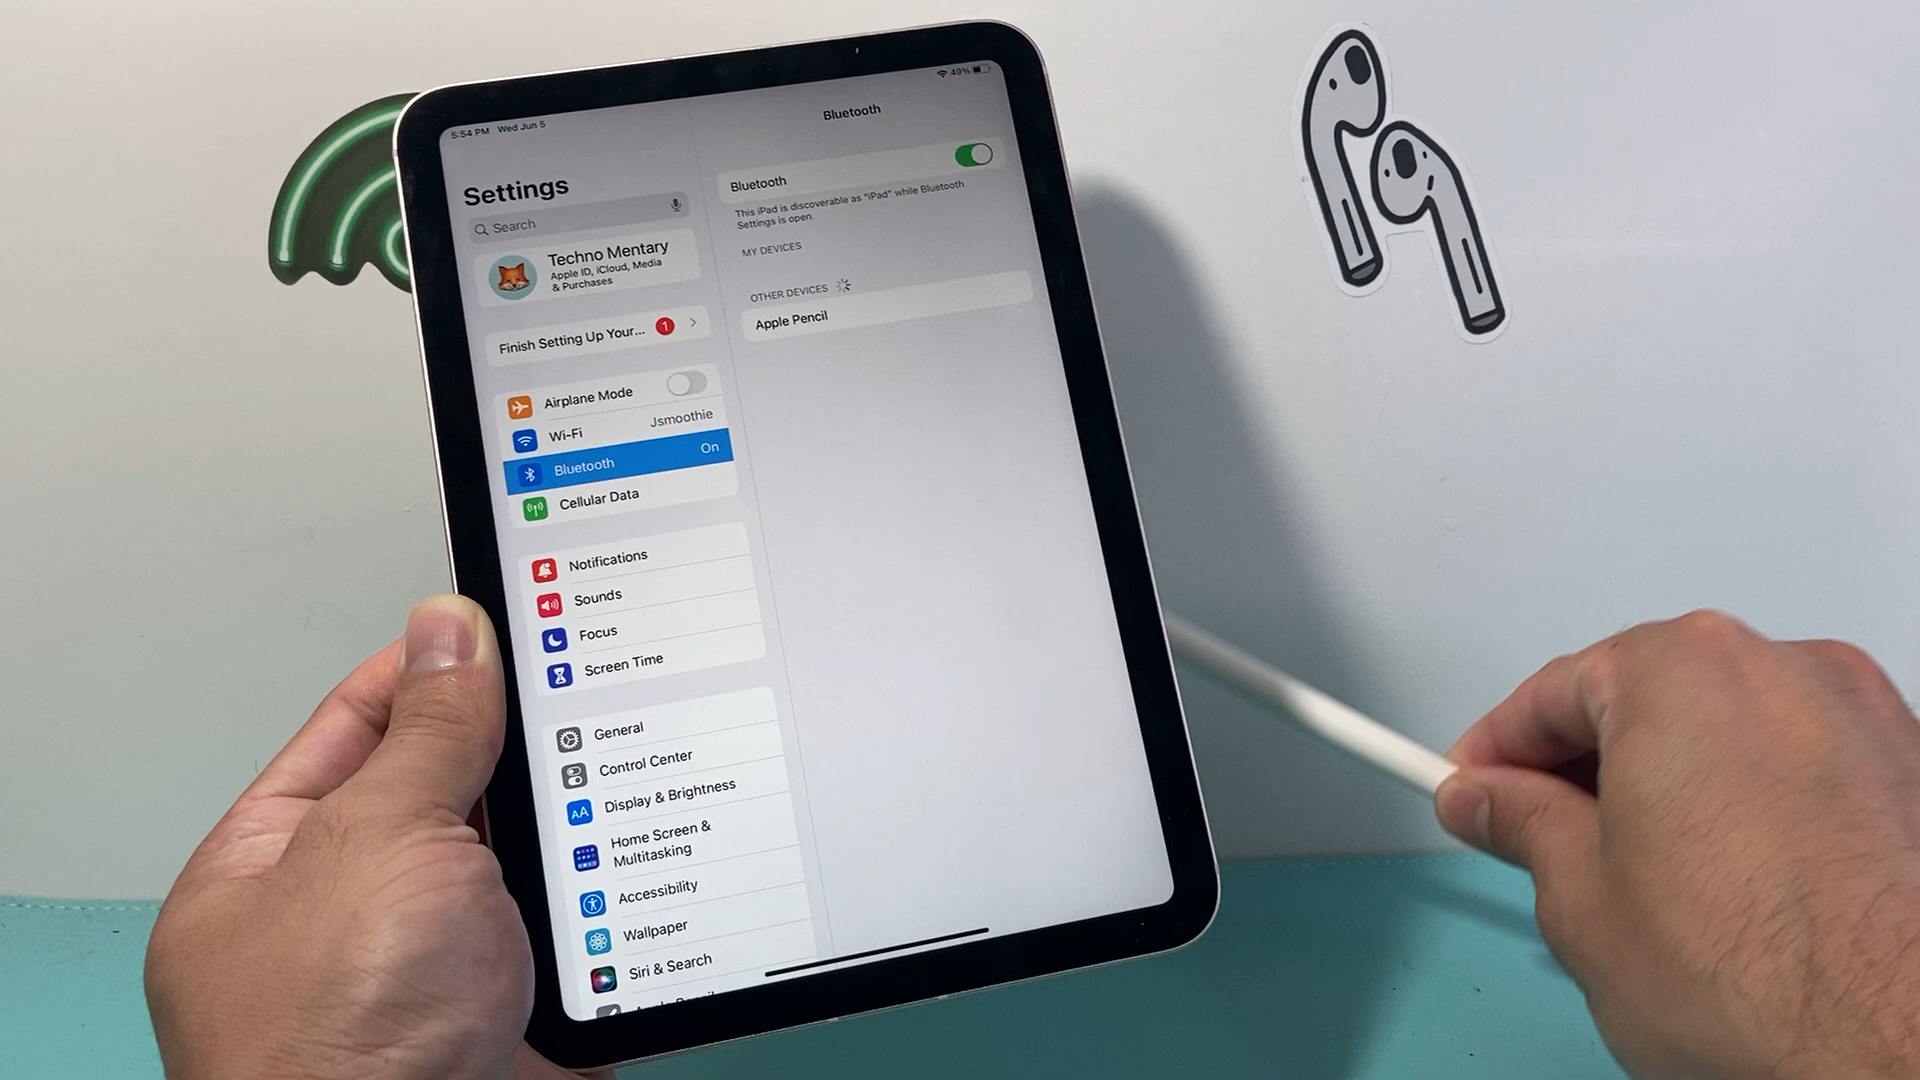 5:54 PM Wed Jun 5
49%
Settings
Search
Techno Mentary
Apple ID, iCloud, Media
& Purchases
Finish Setting Up Your...
1
Airplane Mode
Wi-Fi
Jsmoothie
Bluetooth
On
Cellular Data
Notifications
Sounds
Focus
Screen Time
General
Control Center
AA
Display & Brightness
Home Screen &
Multitasking
Accessibility
Wallpaper
Siri & Search
Bluetooth
Bluetooth
This iPad is discoverable as "iPad" while Bluetooth
Settings is open.
MY DEVICES
OTHER DEVICES
Apple Pencil